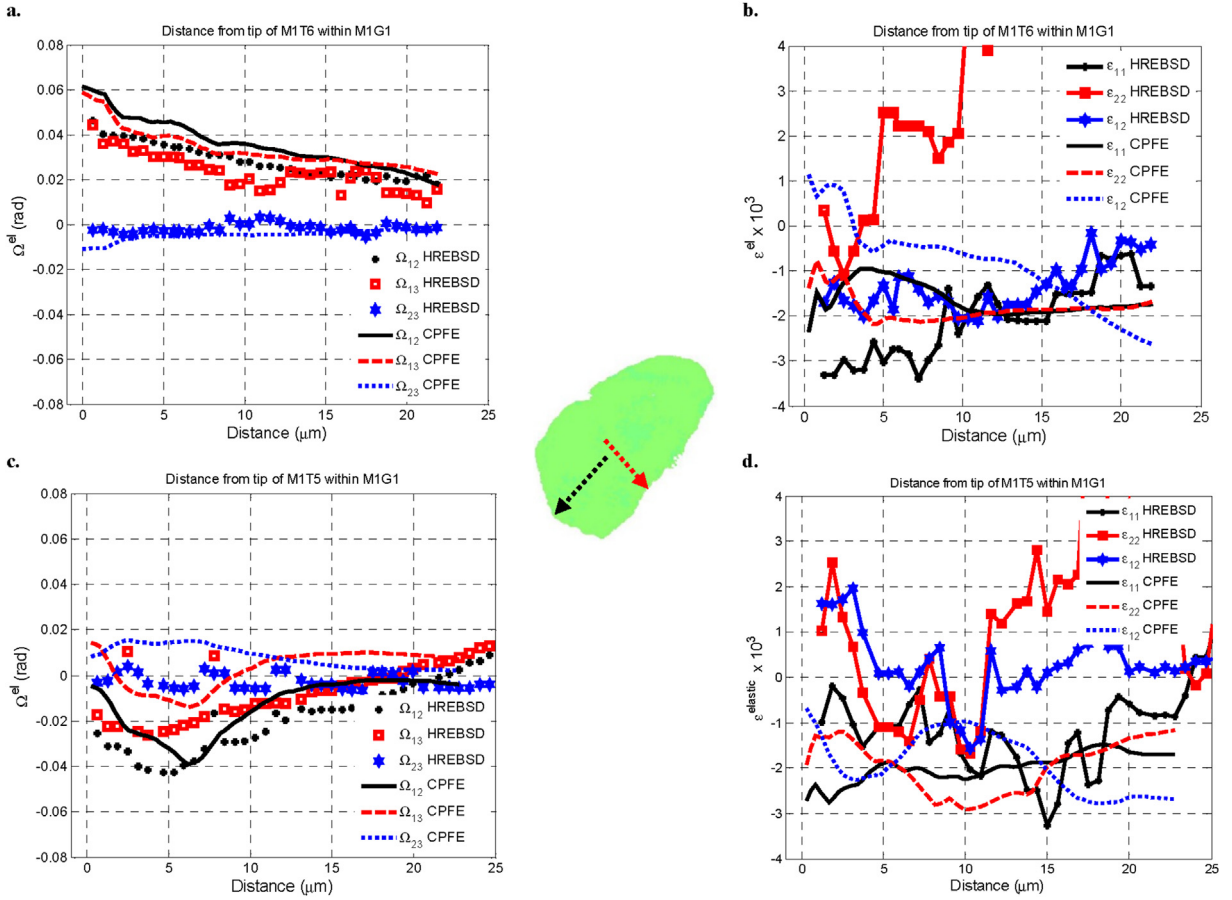 a.
Distance from tip of M1T6 within M1G1
0.08
0.06
0.04
0.02
0
-0.02
-0.04
-0.06
-0.08
Ωᵉˡ (rad)
Ω₁₂ HREBSD
Ω₁₃ HREBSD
Ω₂₃ HREBSD
Ω₁₂ CPFE
Ω₁₃ CPFE
Ω₂₃ CPFE
0 5 10 15 20 25
Distance (μm)
b.
Distance from tip of M1T6 within M1G1
4
3
2
1
0
-1
-2
-3
-4
εᵉˡ x 10³
ε₁₁ HREBSD
ε₂₂ HREBSD
ε₁₂ HREBSD
ε₁₁ CPFE
ε₂₂ CPFE
ε₁₂ CPFE
0 5 10 15 20 25
Distance (μm)
c.
Distance from tip of M1T5 within M1G1
0.08
0.06
0.04
0.02
0
-0.02
-0.04
-0.06
-0.08
Ωᵉˡ (rad)
Ω₁₂ HREBSD
Ω₁₃ HREBSD
Ω₂₃ HREBSD
Ω₁₂ CPFE
Ω₁₃ CPFE
Ω₂₃ CPFE
0 5 10 15 20 25
Distance (μm)
d.
Distance from tip of M1T5 within M1G1
4
3
2
1
0
-1
-2
-3
-4
εᵉˡᵃˢᵗⁱᶜ x 10³
ε₁₁ HREBSD
ε₂₂ HREBSD
ε₁₂ HREBSD
ε₁₁ CPFE
ε₂₂ CPFE
ε₁₂ CPFE
0 5 10 15 20 25
Distance (μm)